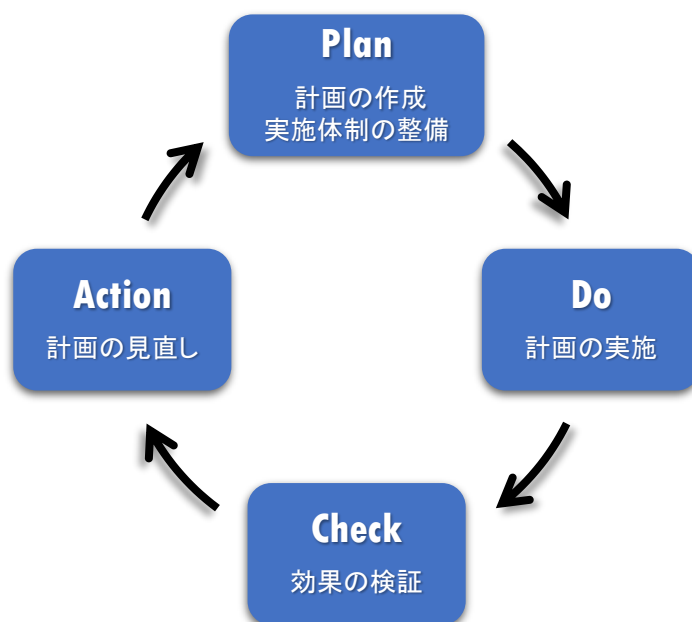 Plan
計画の作成
実施体制の整備
Do
計画の実施
Check
効果の検証
Action
計画の見直し